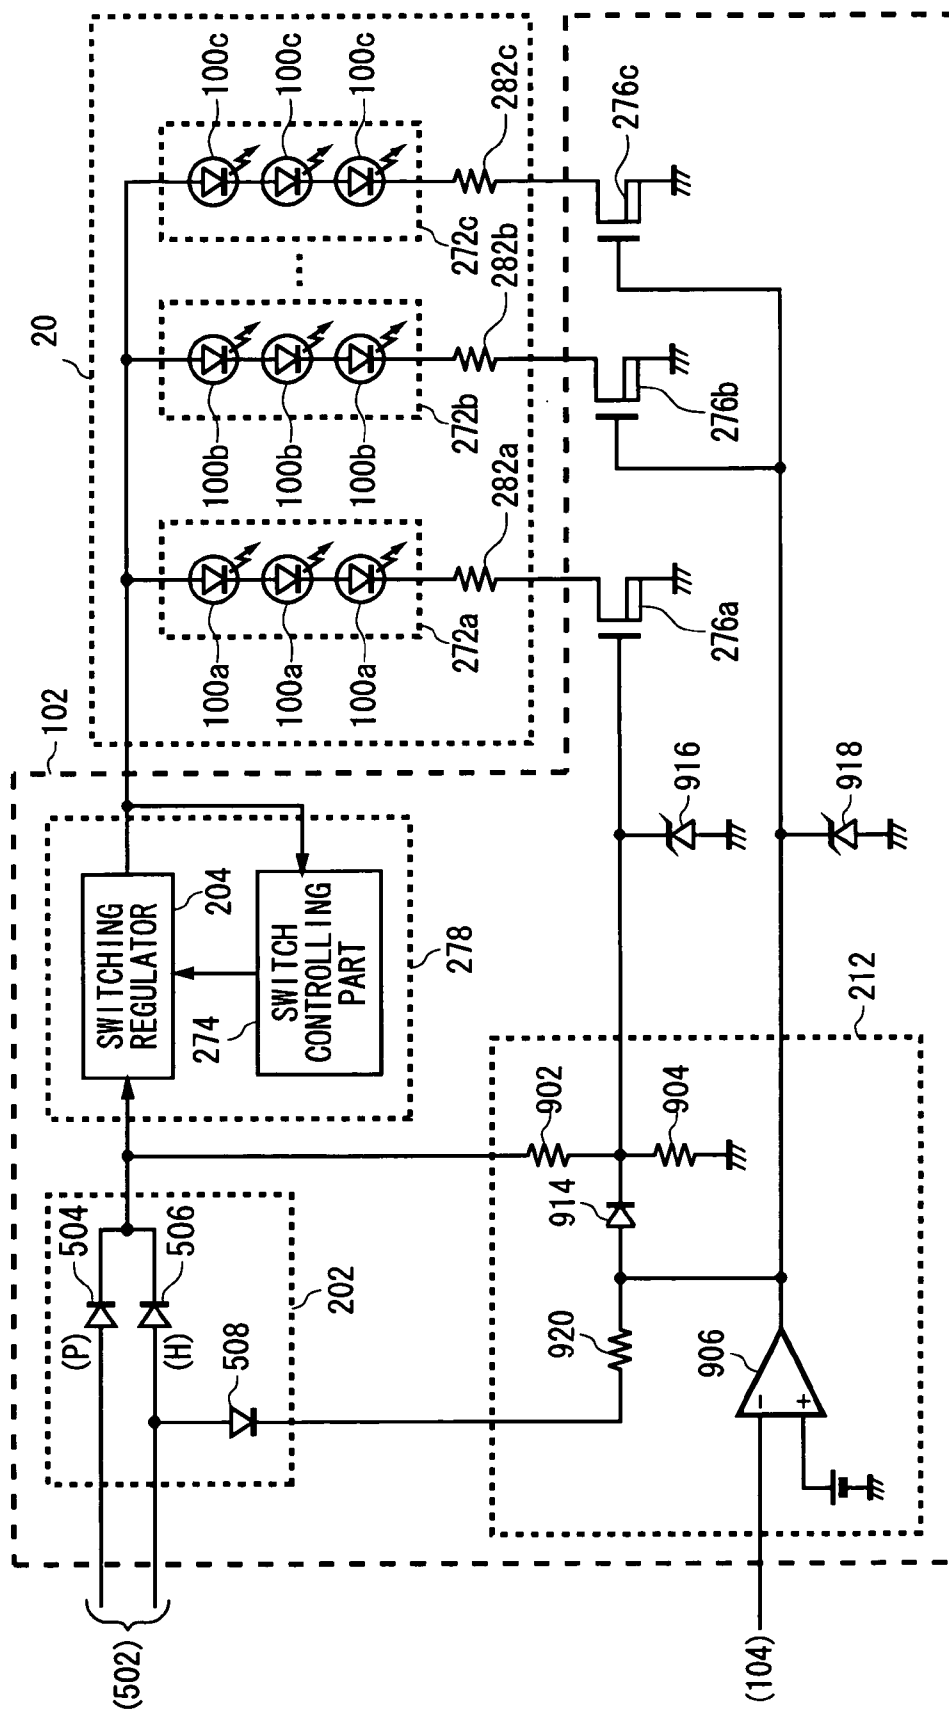 20
100c
100c
100c
272c
282c
276c
100b
100b
100b
272b
282b
276b
100a
100a
100a
272a
282a
276a
102
SWITCHING
REGULATOR
204
SWITCH
CONTROLLING
PART
274
278
916
918
212
902
904
914
920
906
−
+
504
506
(P)
(H)
508
202
(502)
(104)